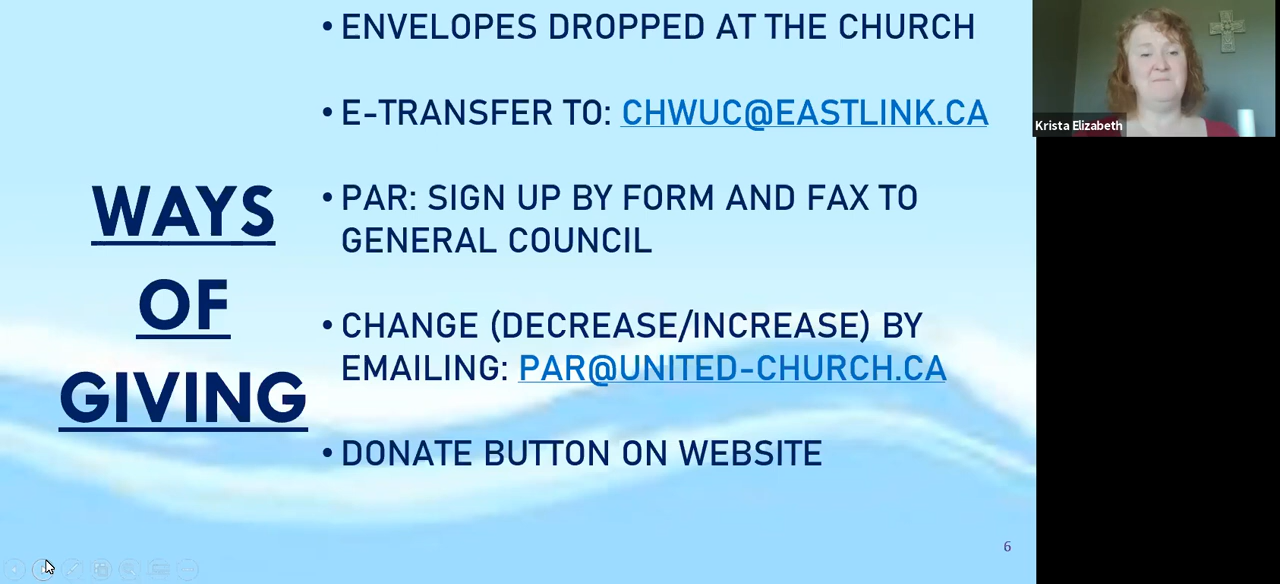 WAYS
OF
GIVING
• ENVELOPES DROPPED AT THE CHURCH
• E-TRANSFER TO: CHWUC@EASTLINK.CA
• PAR: SIGN UP BY FORM AND FAX TO
GENERAL COUNCIL
• CHANGE (DECREASE/INCREASE) BY
EMAILING: PAR@UNITED-CHURCH.CA
• DONATE BUTTON ON WEBSITE
6
Krista Elizabeth